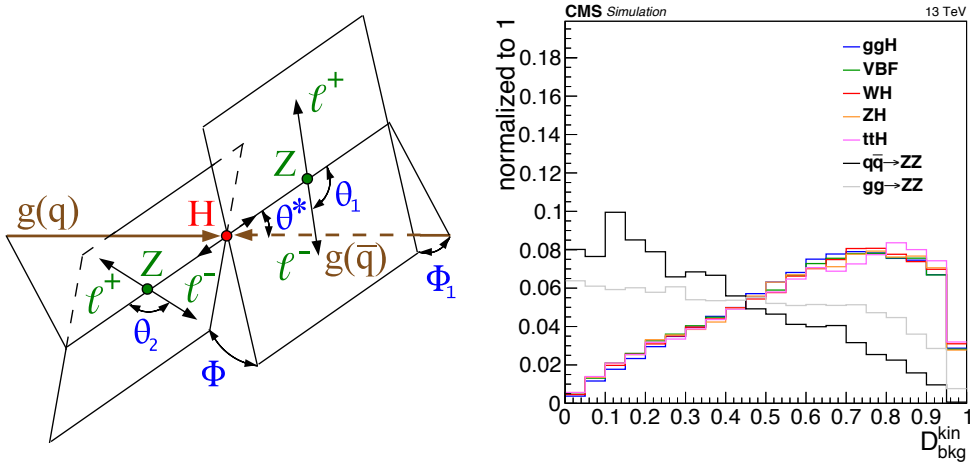 ℓ⁺
Z
θ₁
H
θ*
g(q)
g(q̄)
ℓ⁻
Φ₁
Z
ℓ⁺
ℓ⁻
θ₂
Φ
CMS Simulation 13 TeV
normalized to 1
0.18
0.16
0.14
0.12
0.1
0.08
0.06
0.04
0.02
0
ggH
VBF
WH
ZH
ttH
qq̄→ZZ
gg→ZZ
0 0.1 0.2 0.3 0.4 0.5 0.6 0.7 0.8 0.9 1
D^kin_bkg